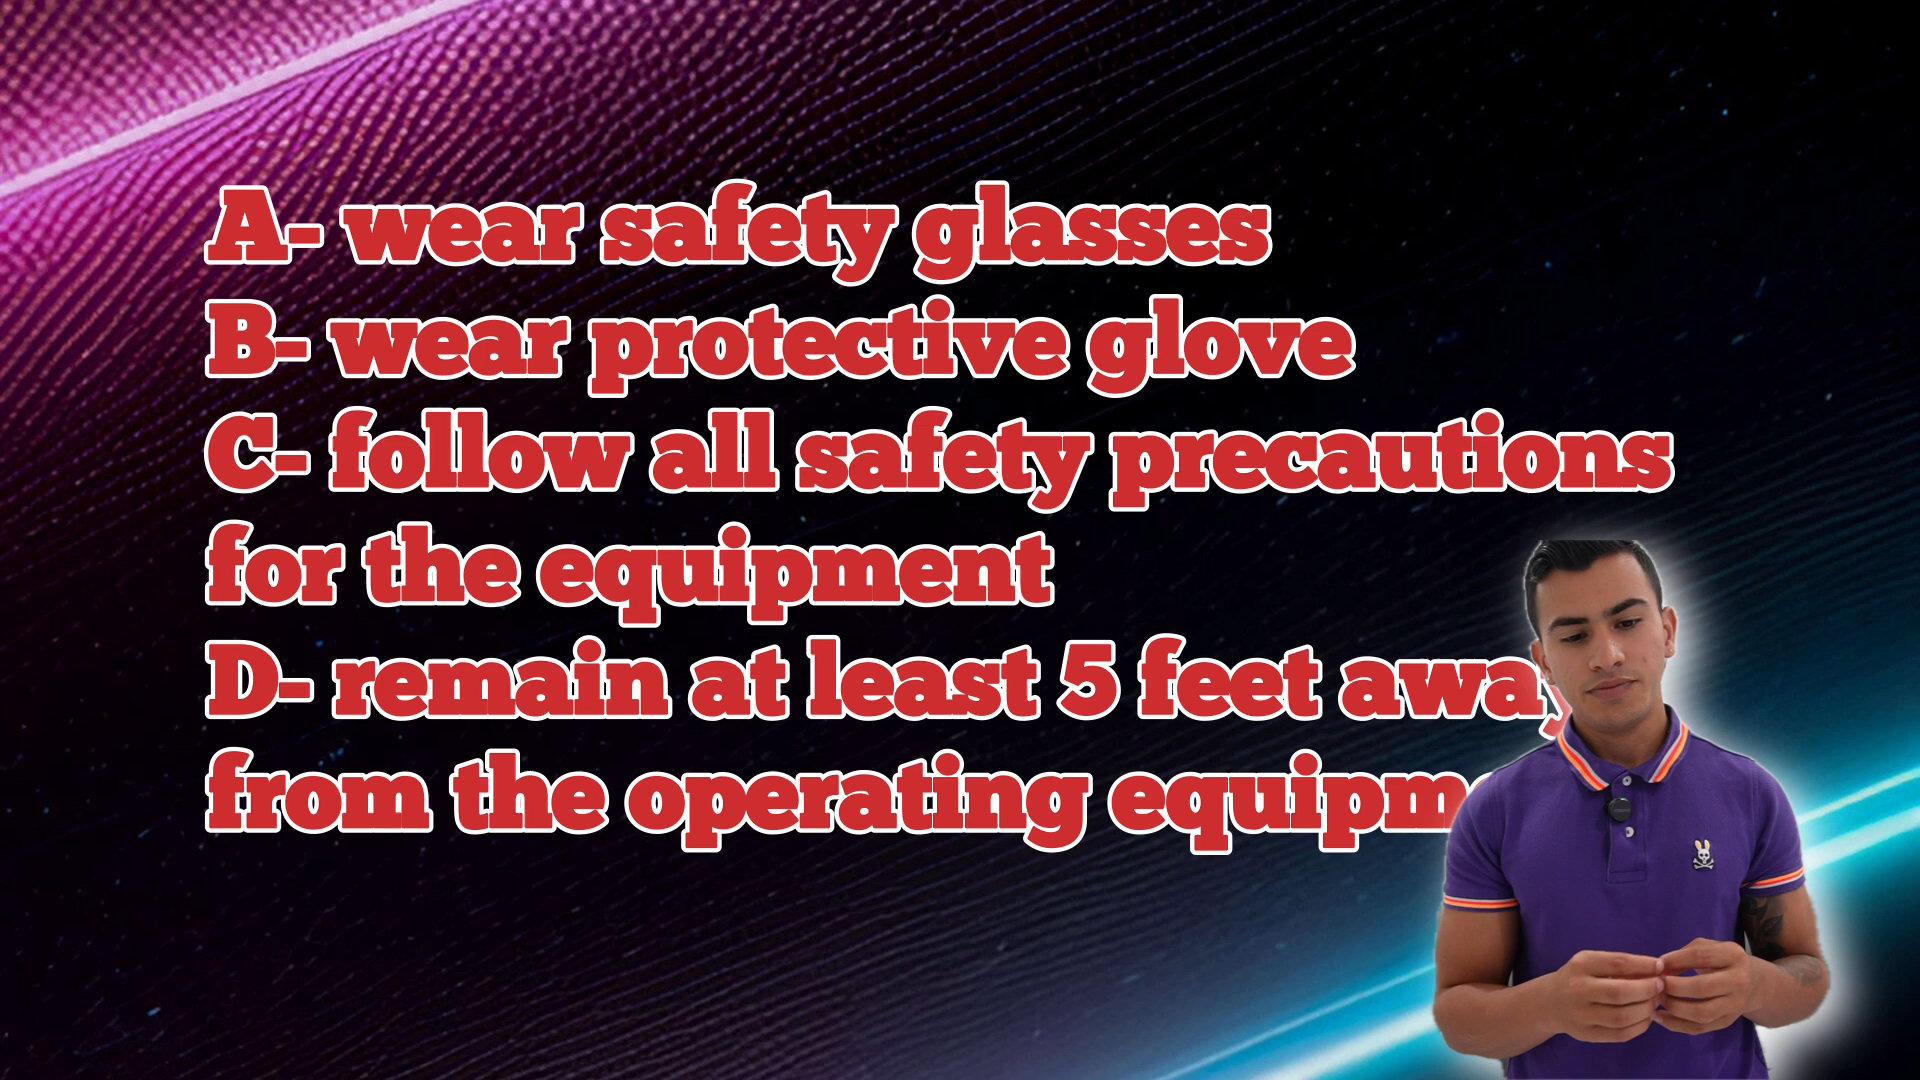 A- wear safety glasses
B- wear protective glove
C- follow all safety precautions
for the equipment
D- remain at least 5 feet away
from the operating